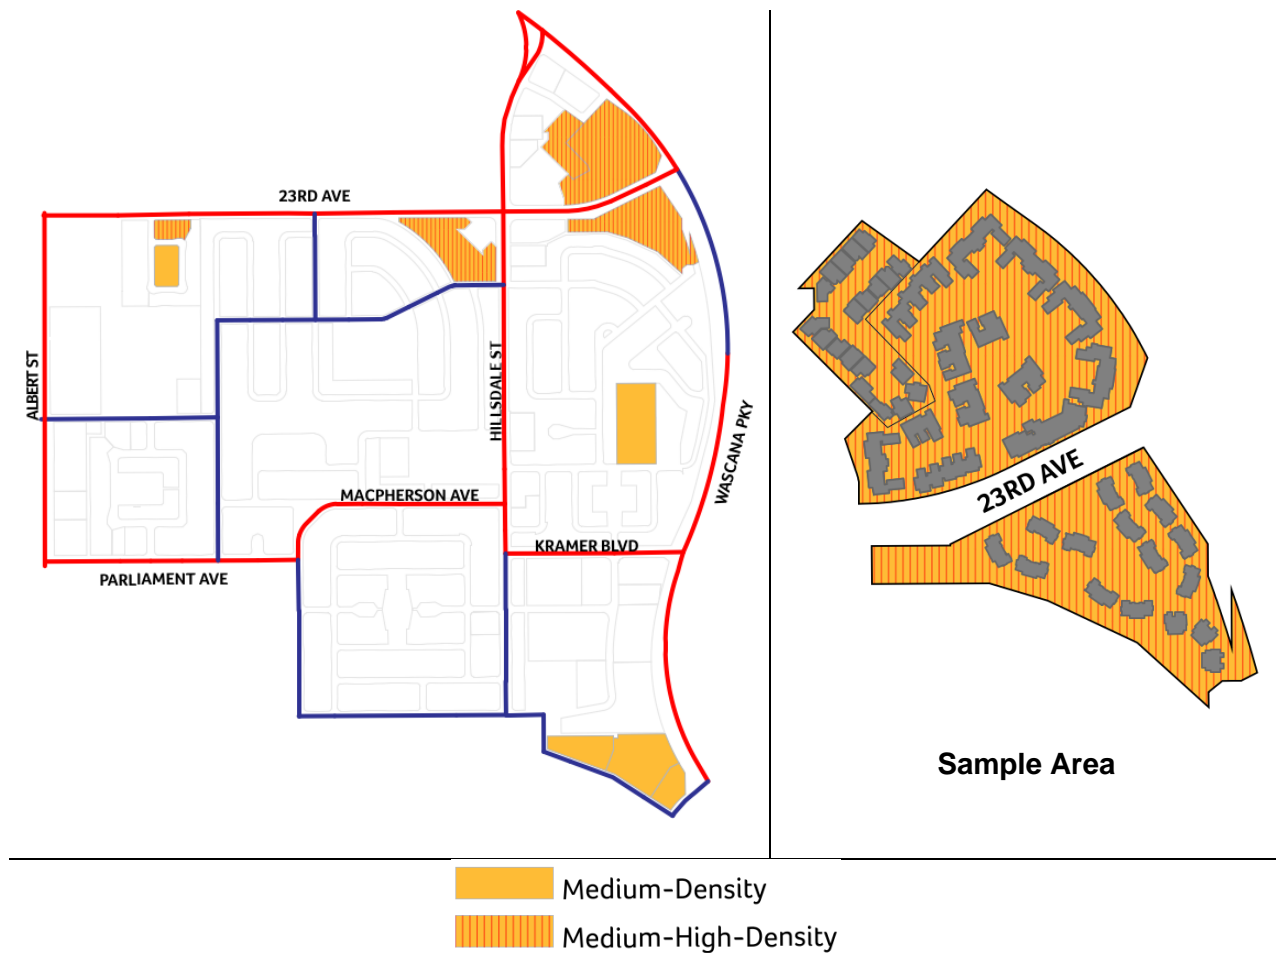 23RD AVE
ALBERT ST
HILLSDALE ST
WASCANA PKY
MACPHERSON AVE
KRAMER BLVD
PARLIAMENT AVE
23RD AVE
Sample Area
Medium-Density
Medium-High-Density